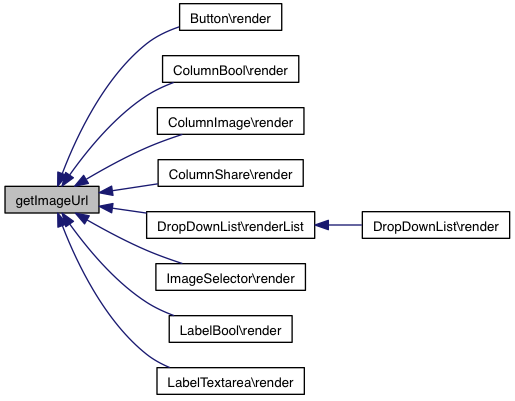 Button\render
ColumnBool\render
ColumnImage\render
ColumnShare\render
getImageUrl
DropDownList\renderList
DropDownList\render
ImageSelector\render
LabelBool\render
LabelTextarea\render